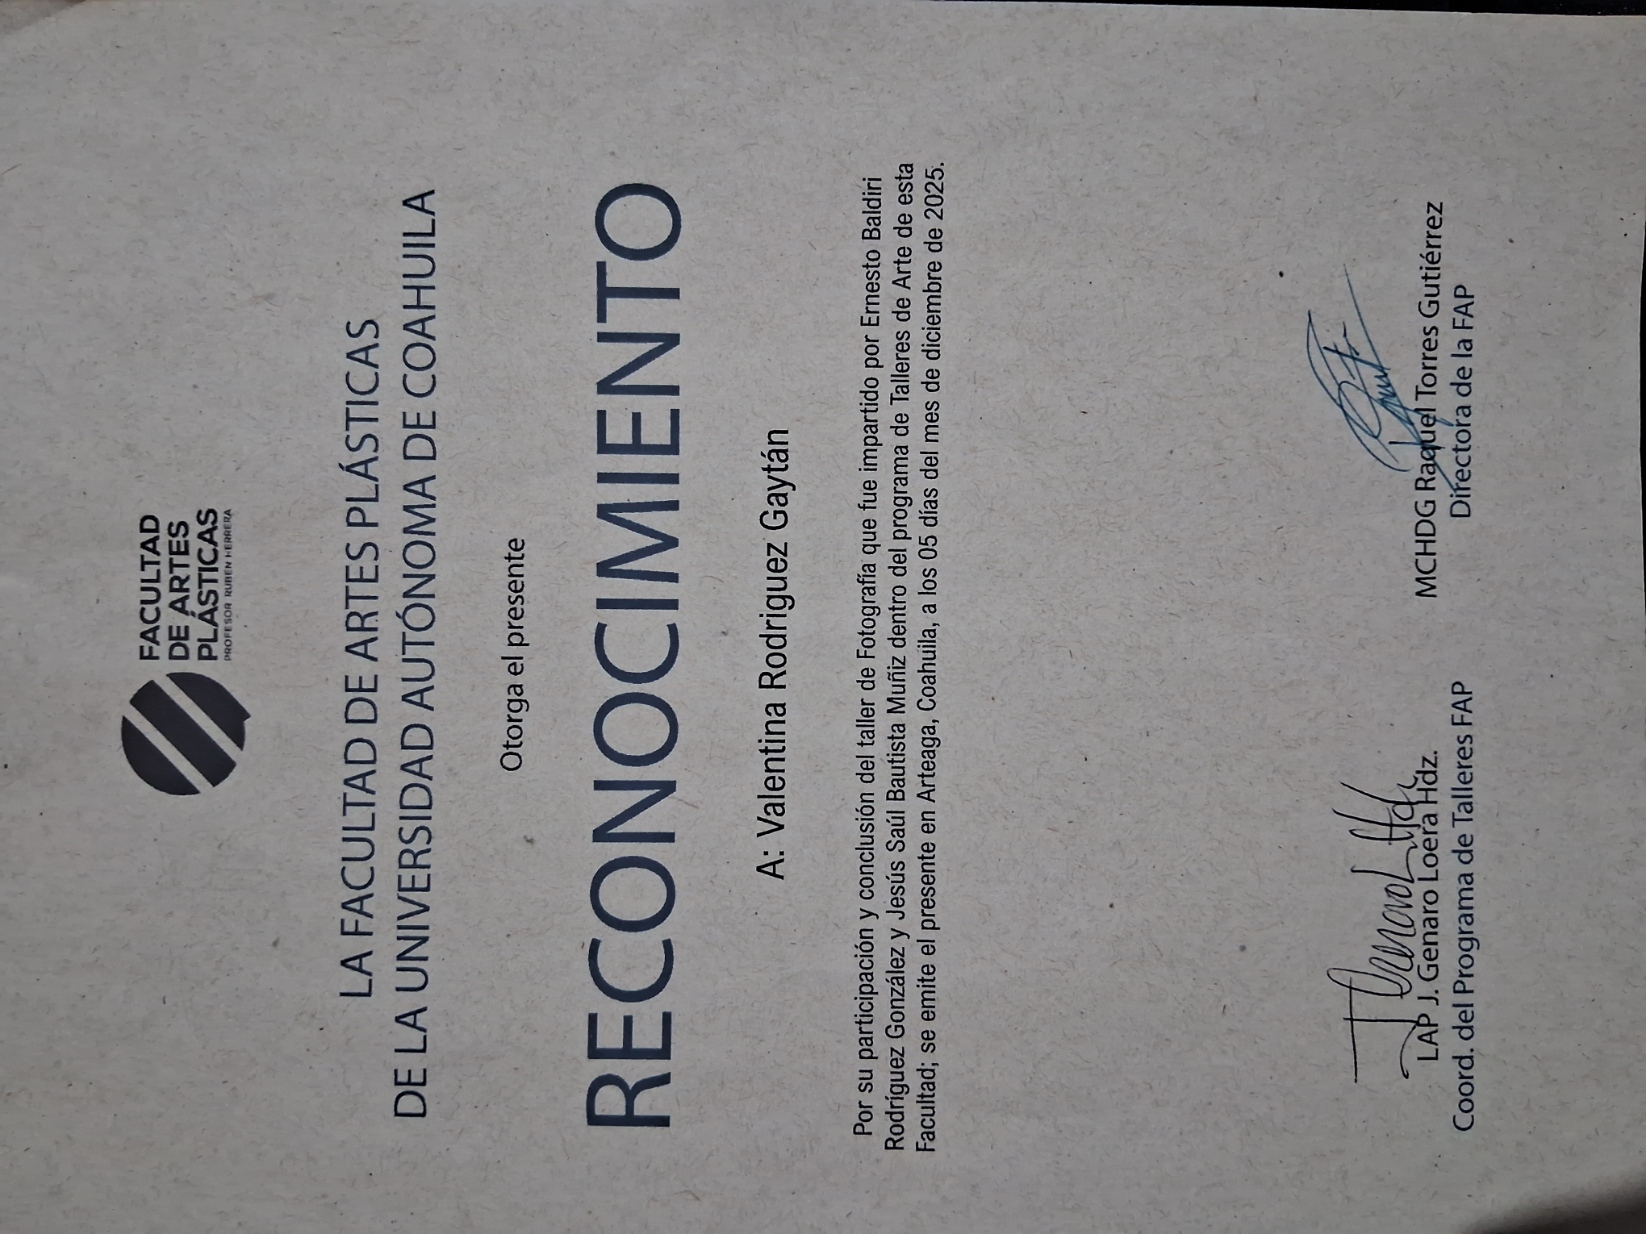 FACULTAD
DE ARTES
PLÁSTICAS
PROFESOR RUBÉN HERRERA
LA FACULTAD DE ARTES PLÁSTICAS
DE LA UNIVERSIDAD AUTÓNOMA DE COAHUILA
Otorga el presente
RECONOCIMIENTO
A: Valentina Rodriguez Gaytán
Por su participación y conclusión del taller de Fotografía que fue impartido por Ernesto Baldiri
Rodríguez González y Jesús Saúl Bautista Muñiz dentro del programa de Talleres de Arte de esta
Facultad; se emite el presente en Arteaga, Coahuila, a los 05 días del mes de diciembre de 2025.
LAP J. Genaro Loera Hdz.
Coord. del Programa de Talleres FAP
MCHDG Raquel Torres Gutiérrez
Directora de la FAP